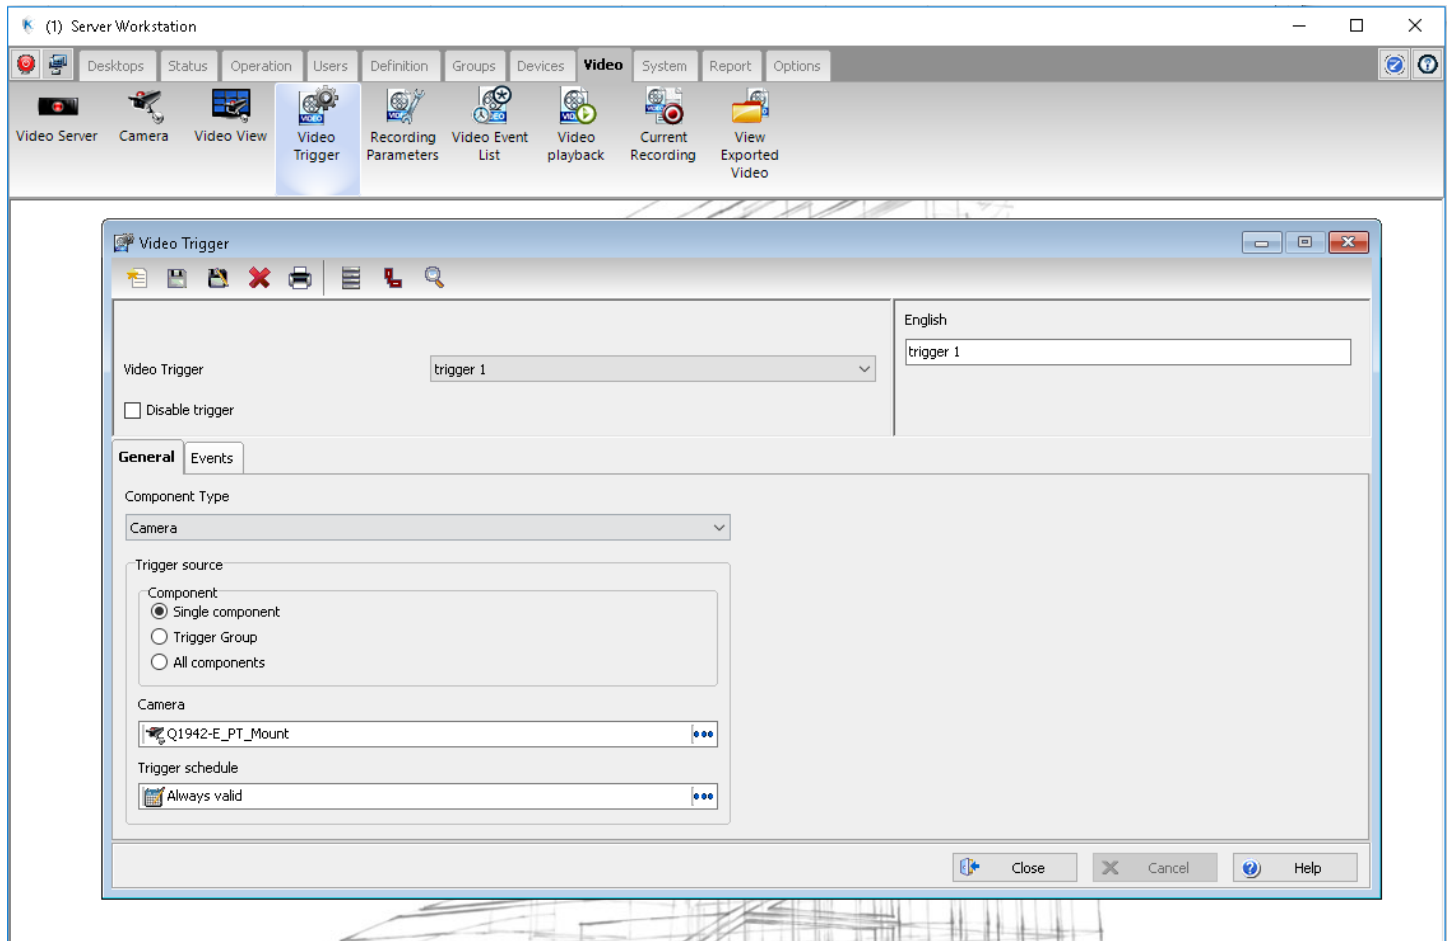 (1) Server Workstation
Desktops Status Operation Users Definition Groups Devices Video System Report Options
Video Server Camera Video View Video Trigger Recording Parameters Video Event List Video playback Current Recording View Exported Video
Video Trigger
English
trigger 1
Video Trigger trigger 1
Disable trigger
General Events
Component Type
Camera
Trigger source
Component
Single component
Trigger Group
All components
Camera
Q1942-E_PT_Mount
Trigger schedule
Always valid
Close Cancel Help